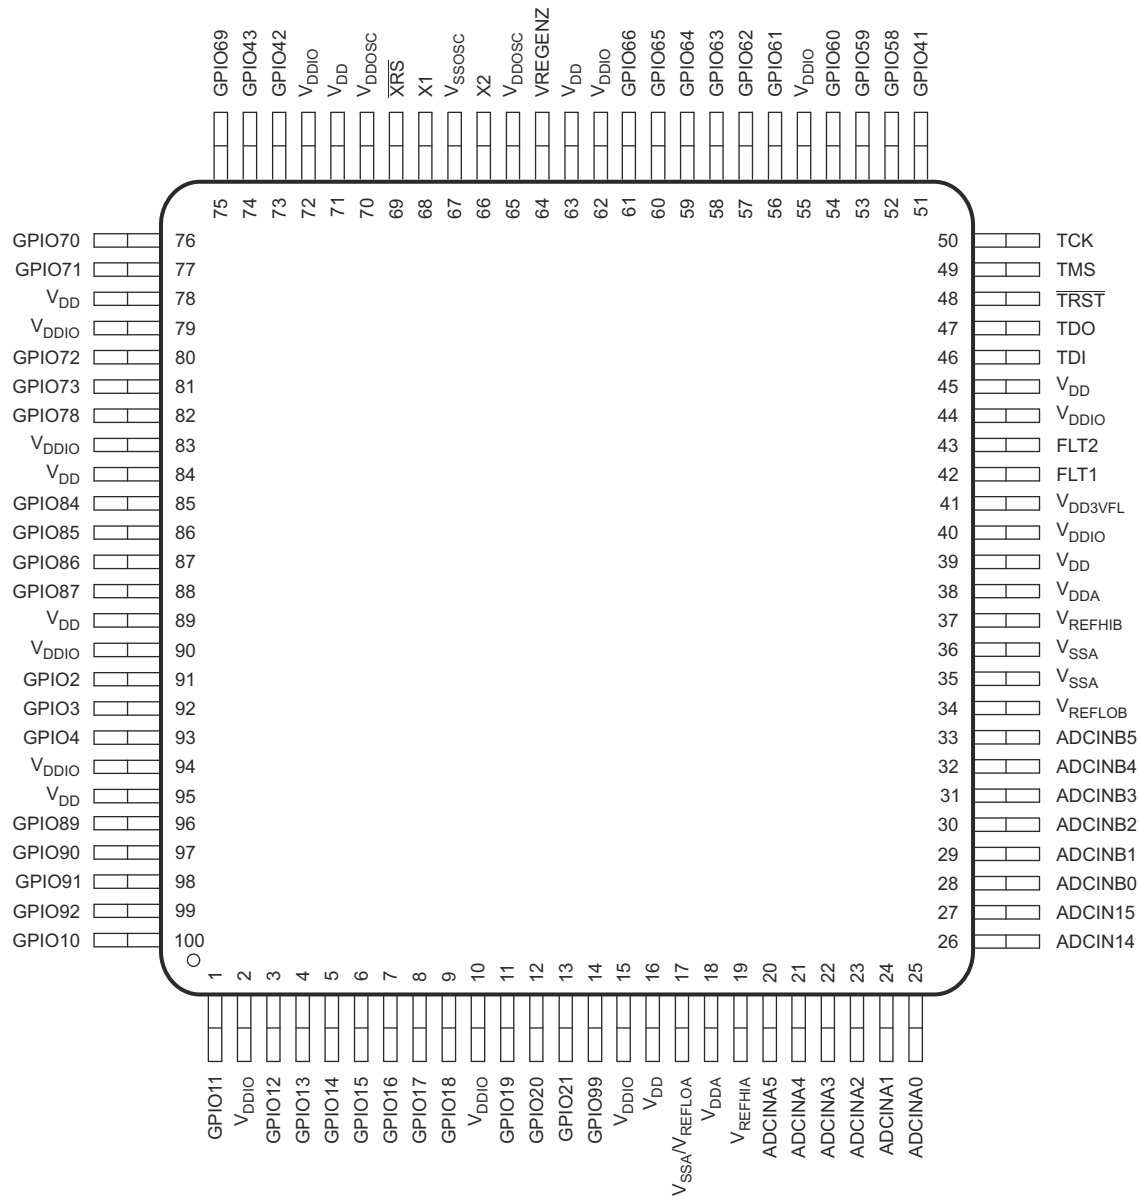 GPIO69
GPIO43
GPIO42
VDDIO
VDD
VDDOSC
XRS
X1
VSSOSC
X2
VDDOSC
VREGENZ
VDD
VDDIO
GPIO66
GPIO65
GPIO64
GPIO63
GPIO62
GPIO61
VDDIO
GPIO60
GPIO59
GPIO58
GPIO41
75
74
73
72
71
70
69
68
67
66
65
64
63
62
61
60
59
58
57
56
55
54
53
52
51
GPIO70 76 50 TCK
GPIO71 77 49 TMS
VDD 78 48 TRST
VDDIO 79 47 TDO
GPIO72 80 46 TDI
GPIO73 81 45 VDD
GPIO78 82 44 VDDIO
VDDIO 83 43 FLT2
VDD 84 42 FLT1
GPIO84 85 41 VDD3VFL
GPIO85 86 40 VDDIO
GPIO86 87 39 VDD
GPIO87 88 38 VDDA
VDD 89 37 VREFHIB
VDDIO 90 36 VSSA
GPIO2 91 35 VSSA
GPIO3 92 34 VREFLOB
GPIO4 93 33 ADCINB5
VDDIO 94 32 ADCINB4
VDD 95 31 ADCINB3
GPIO89 96 30 ADCINB2
GPIO90 97 29 ADCINB1
GPIO91 98 28 ADCINB0
GPIO92 99 27 ADCIN15
GPIO10 100 26 ADCIN14
1
2
3
4
5
6
7
8
9
10
11
12
13
14
15
16
17
18
19
20
21
22
23
24
25
GPIO11
VDDIO
GPIO12
GPIO13
GPIO14
GPIO15
GPIO16
GPIO17
GPIO18
VDDIO
GPIO19
GPIO20
GPIO21
GPIO99
VDDIO
VDD
VSSA/VREFLOA
VDDA
VREFHIA
ADCINA5
ADCINA4
ADCINA3
ADCINA2
ADCINA1
ADCINA0